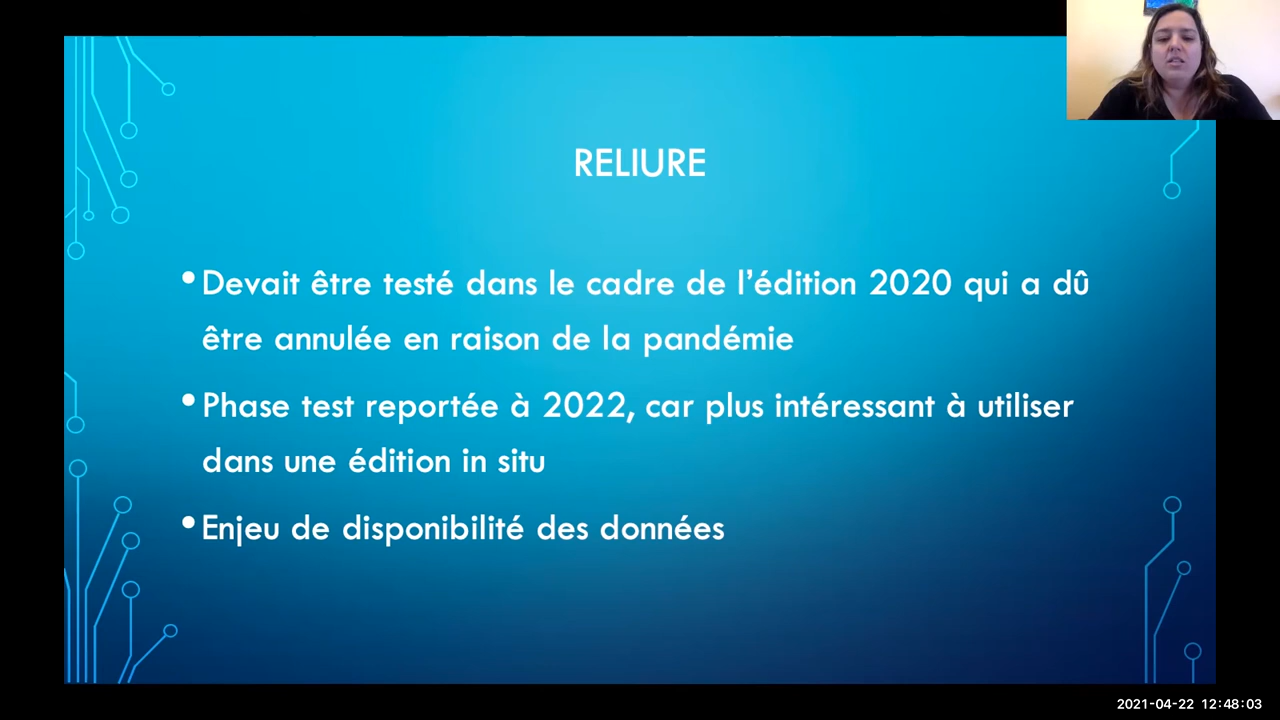 RELIURE
•Devait être testé dans le cadre de l’édition 2020 qui a dû
être annulée en raison de la pandémie
•Phase test reportée à 2022, car plus intéressant à utiliser
dans une édition in situ
•Enjeu de disponibilité des données
2021-04-22 12:48:03